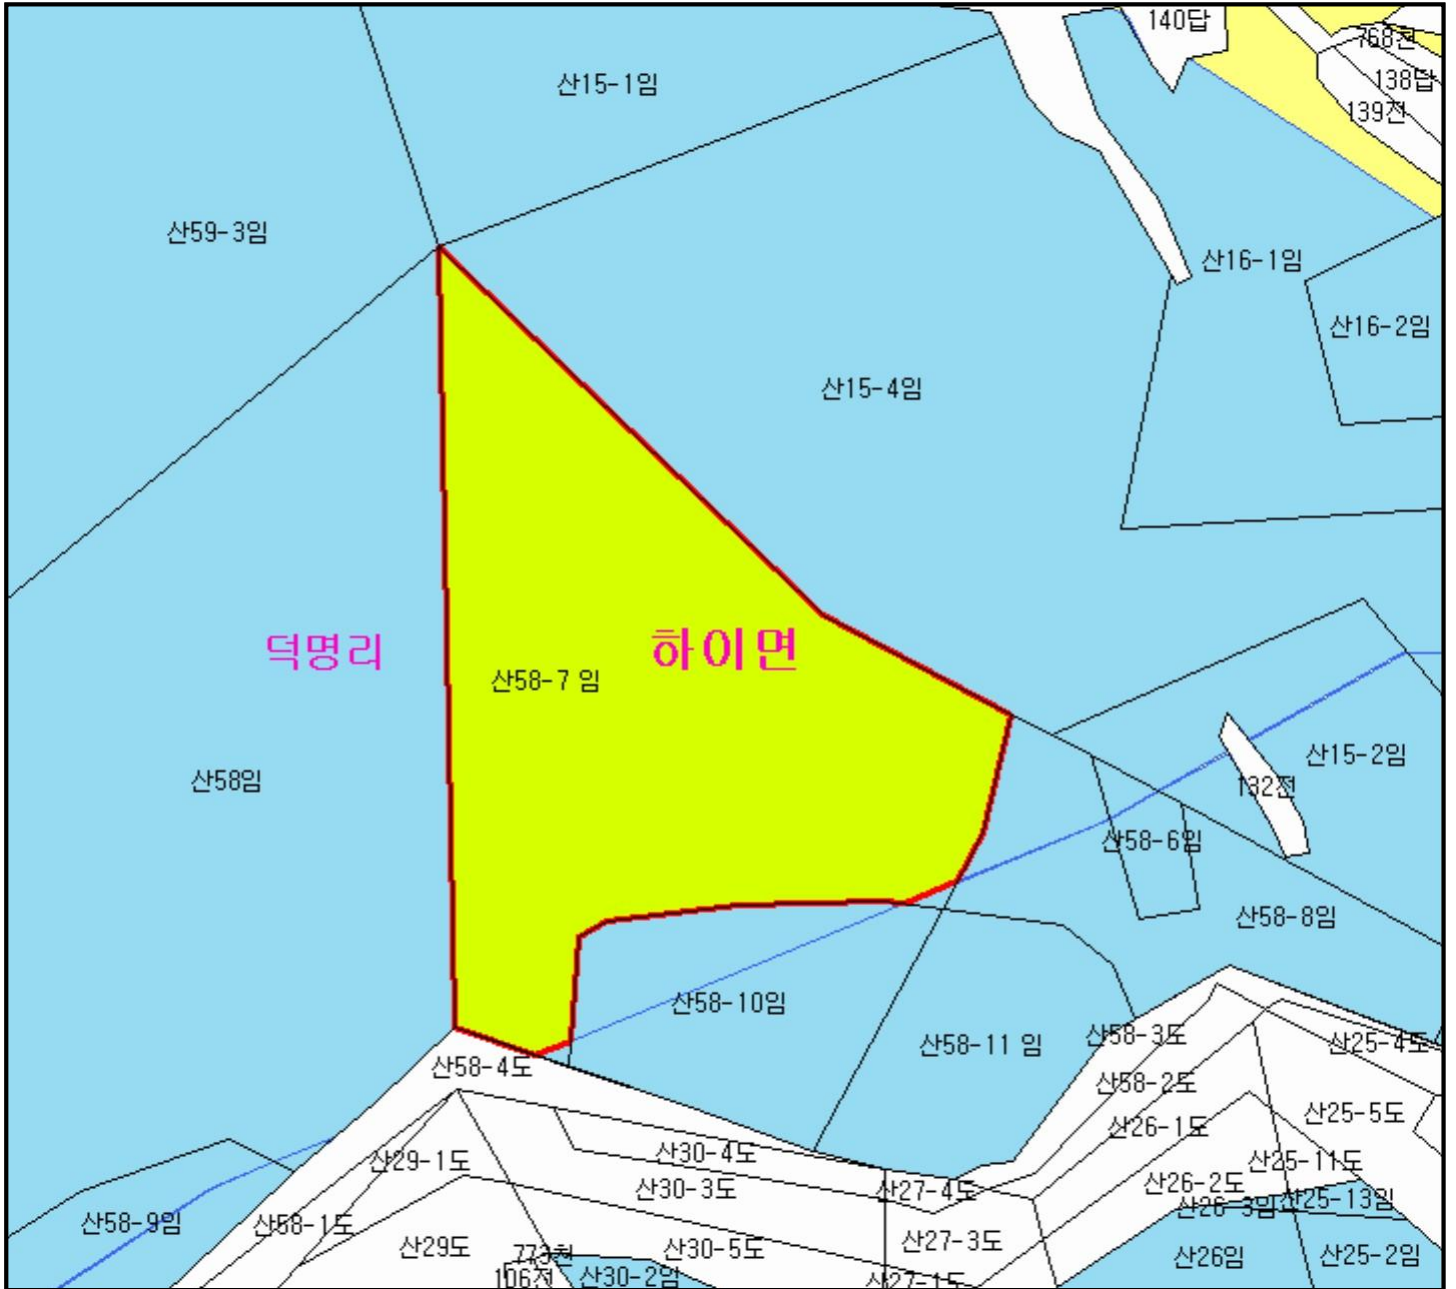 140답
768천
산15-1임
138답
139전
산59-3임
산16-1임
산16-2임
산15-4임
덕명리
하이면
산58-7 임
산58임
산15-2임
132전
산58-6임
산58-8임
산58-10임
산58-11 임
산58-3도
산25-4도
산58-4도
산58-2도
산25-5도
산26-1도
산30-4도
산29-1도
산25-11도
산30-3도
산27-4도
산26-2도
산25-13임
산26-3임
산58-9임
산58-1도
산27-3도
산29도
산30-5도
773천
산26임
산25-2임
106전
산30-2임
산27-1도